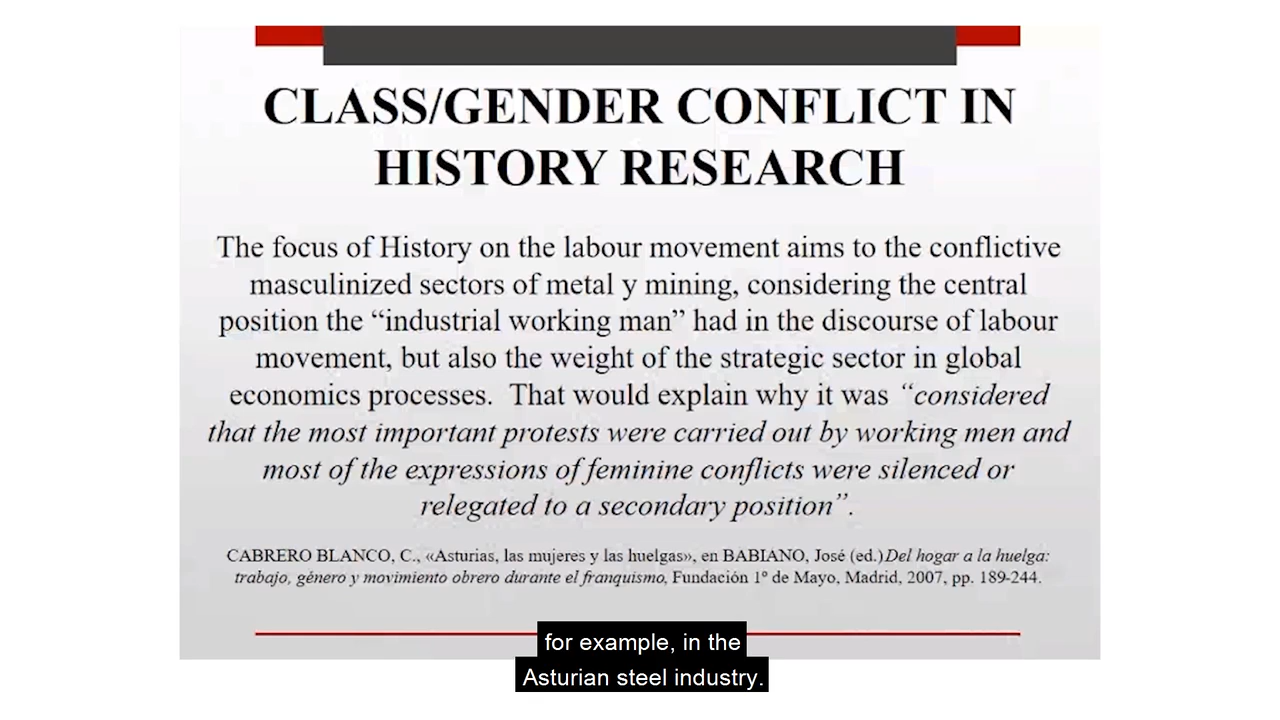 CLASS/GENDER CONFLICT IN
HISTORY RESEARCH
The focus of History on the labour movement aims to the conflictive
masculinized sectors of metal y mining, considering the central
position the “industrial working man” had in the discourse of labour
movement, but also the weight of the strategic sector in global
economics processes.  That would explain why it was “considered
that the most important protests were carried out by working men and
most of the expressions of feminine conflicts were silenced or
relegated to a secondary position”.
CABRERO BLANCO, C., «Asturias, las mujeres y las huelgas», en BABIANO, José (ed.)Del hogar a la huelga:
trabajo, género y movimiento obrero durante el franquismo, Fundación 1º de Mayo, Madrid, 2007, pp. 189-244.
for example, in the
Asturian steel industry.